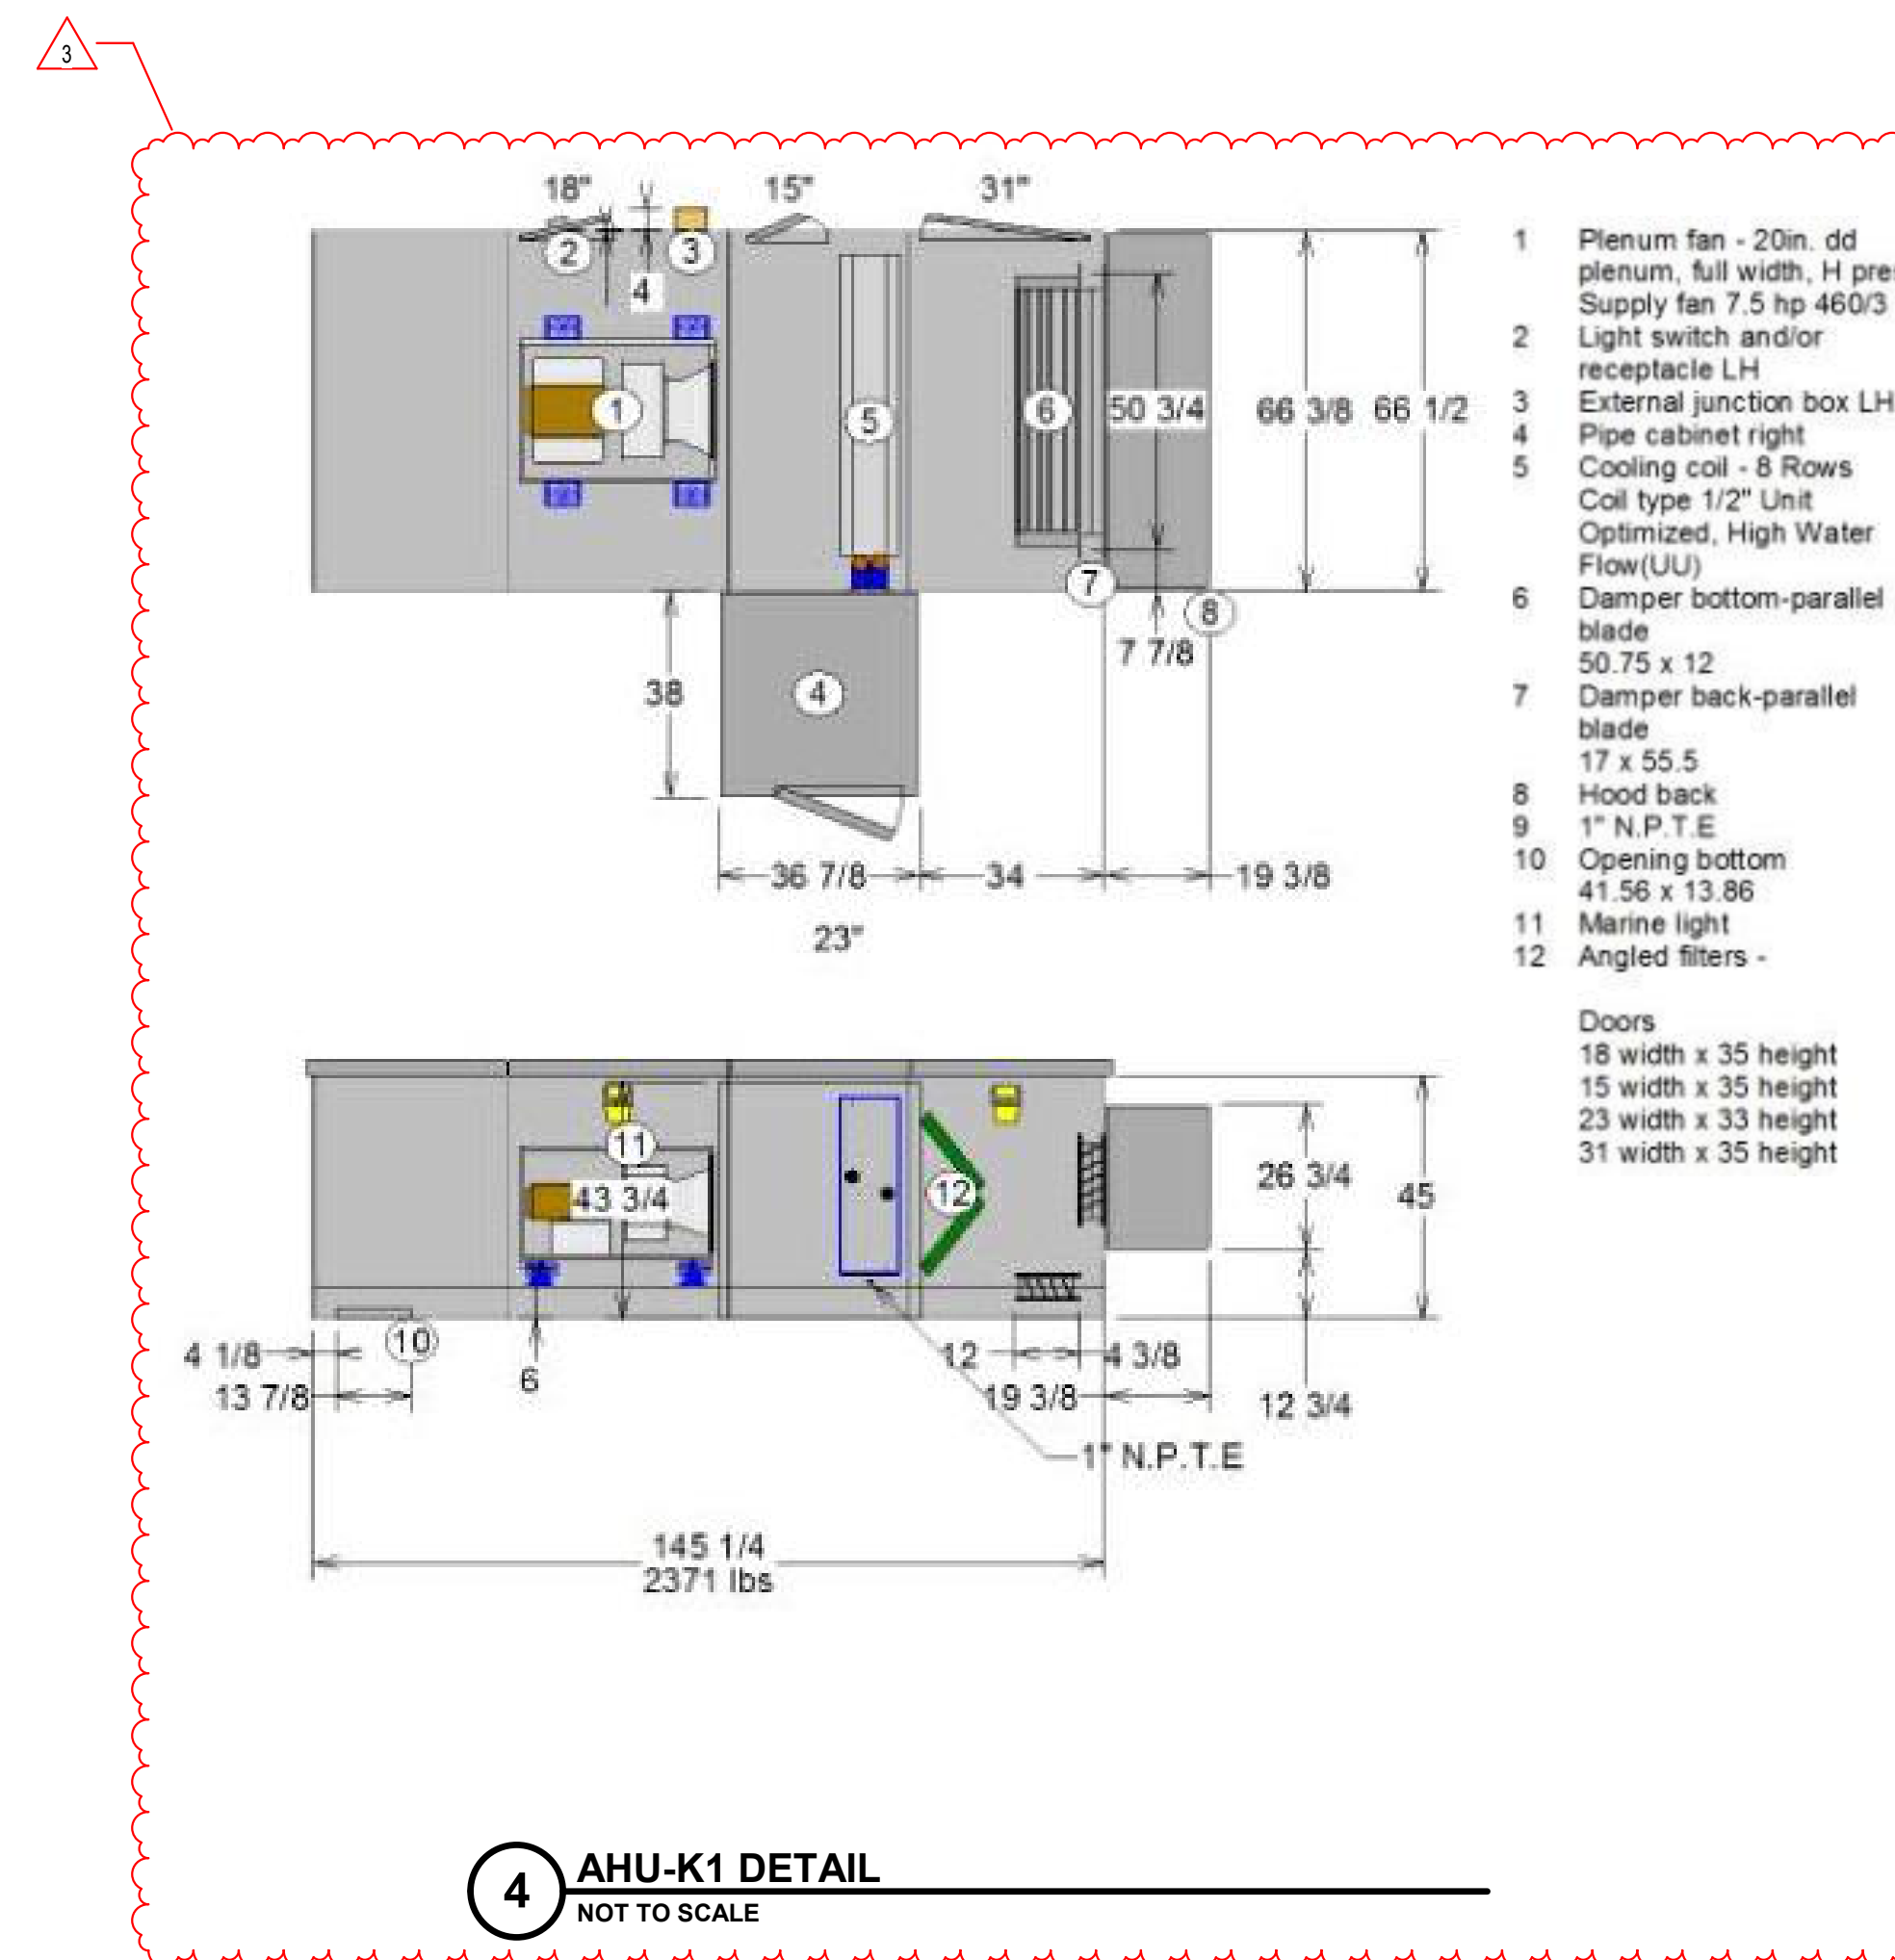 3
18" 15" 31"
2 3
4
1 5 6 50 3/4 66 3/8 66 1/2
7
8
7 7/8
38 4
36 7/8 34 19 3/8
23"
1 Plenum fan - 20in. dd
plenum, full width, H pre
Supply fan 7.5 hp 460/3
2 Light switch and/or
receptacle LH
3 External junction box LH
4 Pipe cabinet right
5 Cooling coil - 8 Rows
Coil type 1/2" Unit
Optimized, High Water
Flow(UU)
6 Damper bottom-parallel
blade
50.75 x 12
7 Damper back-parallel
blade
17 x 55.5
8 Hood back
9 1" N.P.T.E
10 Opening bottom
41.56 x 13.86
11 Marine light
12 Angled filters -
Doors
18 width x 35 height
15 width x 35 height
23 width x 33 height
31 width x 35 height
11
43 3/4 12 26 3/4 45
10
4 1/8 12 4 3/8
6
13 7/8 19 3/8 12 3/4
1" N.P.T.E
145 1/4
2371 lbs
4 AHU-K1 DETAIL
NOT TO SCALE